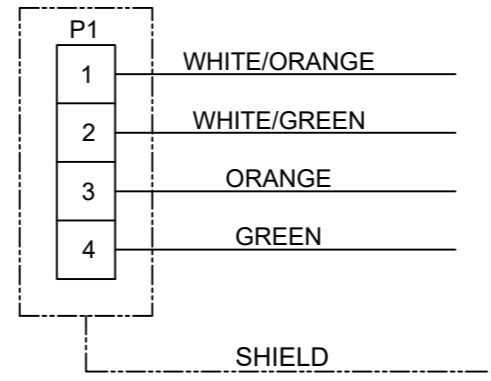 P1
1 WHITE/ORANGE
2 WHITE/GREEN
3 ORANGE
4 GREEN
SHIELD